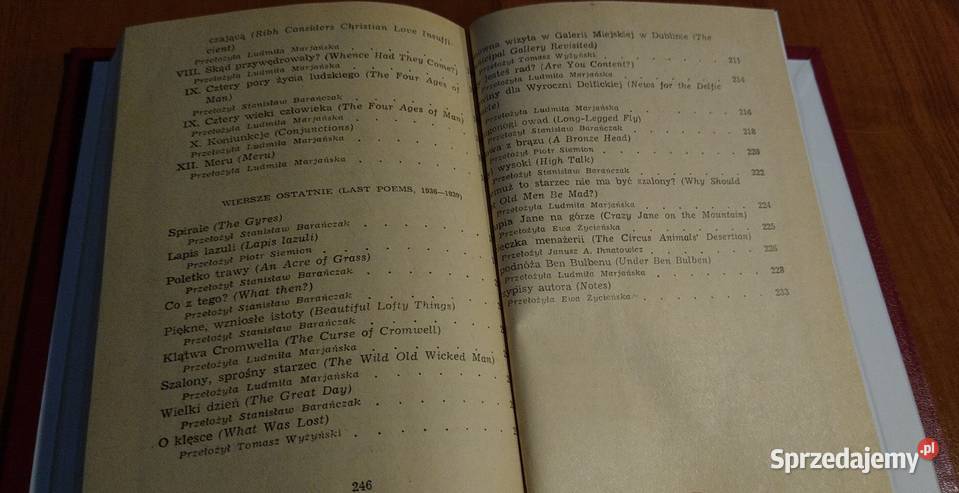 czającą (Ribh Considers Christian Love Insuffi-
cient)
Przełożyła Ludmiła Marjańska
VIII. Skąd przywędrowały? (Whence Had They Come?)
Przełożyła Ludmiła Marjańska
IX. Cztery pory życia ludzkiego (The Four Ages of
Man)
Przełożył Stanisław Barańczak
IX. Cztery wieki człowieka (The Four Ages of Man)
Przełożyła Ludmiła Marjańska
X. Koniunkcje (Conjunctions)
Przełożyła Ludmiła Marjańska
XII. Meru (Meru)
Przełożyła Ludmiła Marjańska
WIERSZE OSTATNIE (LAST POEMS, 1936—1939)
Spirale (The Gyres)
Przełożył Stanisław Barańczak
Lapis lazuli (Lapis lazuli)
Przełożył Piotr Siemion
Poletko trawy (An Acre of Grass)
Przełożył Stanisław Barańczak
Co z tego? (What then?)
Przełożył Stanisław Barańczak
Piękne, wzniosłe istoty (Beautiful Lofty Things)
Przełożył Stanisław Barańczak
Klątwa Cromwella (The Curse of Cromwell)
Przełożyła Ludmiła Marjańska
Szalony, sprośny starzec (The Wild Old Wicked Man)
Przełożyła Ludmiła Marjańska
Wielki dzień (The Great Day)
Przełożył Stanisław Barańczak
O klęsce (What Was Lost)
Przełożył Tomasz Wyżyński
246
wizyta w Galerii Miejskiej w Dublinie (The
Gallery Revisited)
Przełożył Tomasz Wyżyński 211
jesteś rad? (Are You Content?)
Przełożyła Ludmiła Marjańska 214
dla Wyroczni Delfickiej (News for the Delfic
Przełożyła Ludmiła Marjańska 216
owad (Long-Legged Fly)
Przełożył Stanisław Barańczak 218
z brązu (A Bronze Head)
Przełożył Piotr Siemion 220
wysoki (High Talk)
Przełożył Stanisław Barańczak 222
to starzec nie ma być szalony? (Why Should
Old Men Be Mad?)
Przełożyła Ludmiła Marjańska 224
Jane na górze (Crazy Jane on the Mountain)
Przełożyła Ewa Życieńska 225
menażerii (The Circus Animals' Desertion)
Przełożył Janusz A. Ihnatowicz 226
podnóża Ben Bulbenu (Under Ben Bulben)
Przełożyła Ludmiła Marjańska 228
autora (Notes)
Przełożyła Ewa Życieńska 233
Sprzedajemy.pl